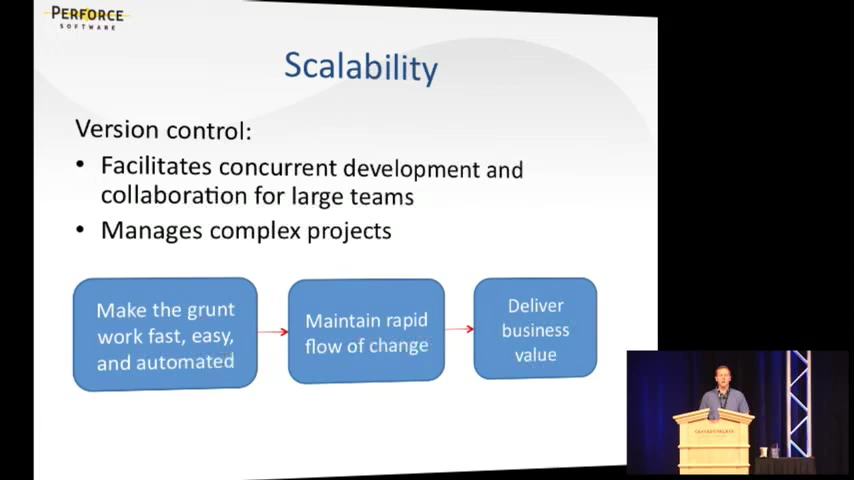 PERFORCE
SOFTWARE
Scalability
Version control:
• Facilitates concurrent development and
collaboration for large teams
• Manages complex projects
Make the grunt
work fast, easy,
and automated
Maintain rapid
flow of change
Deliver
business
value